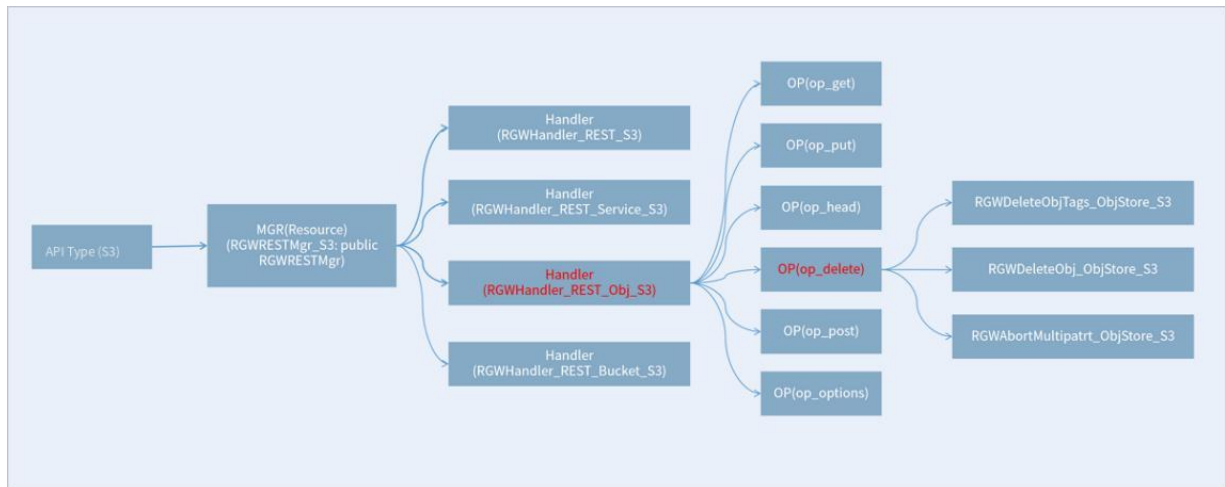 API Type (S3)
MGR(Resource)
(RGWRESTMgr_S3: public
RGWRESTMgr)
Handler
(RGWHandler_REST_S3)
Handler
(RGWHandler_REST_Service_S3)
Handler
(RGWHandler_REST_Obj_S3)
Handler
(RGWHandler_REST_Bucket_S3)
OP(op_get)
OP(op_put)
OP(op_head)
OP(op_delete)
OP(op_post)
OP(op_options)
RGWDeleteObjTags_ObjStore_S3
RGWDeleteObj_ObjStore_S3
RGWAbortMultipatrt_ObjStore_S3